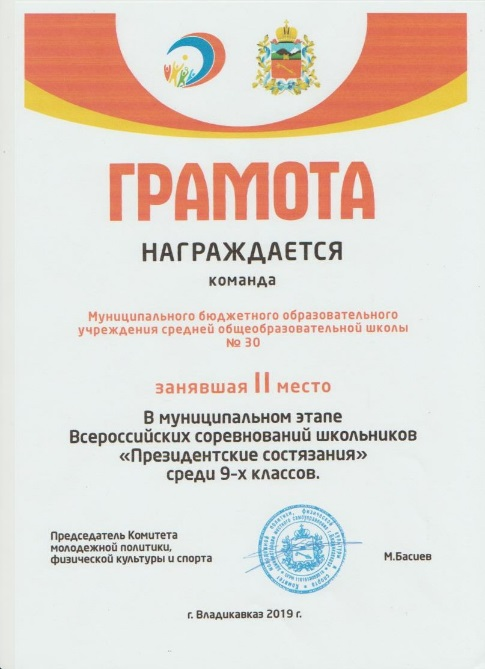 ГРАМОТА
НАГРАЖДАЕТСЯ
команда
Муниципального бюджетного образовательного
учреждения средней общеобразовательной школы
№ 30
занявшая II место
В муниципальном этапе
Всероссийских соревнований школьников
«Президентские состязания»
среди 9-х классов.
Председатель Комитета
молодежной политики,
физической культуры и спорта
М.Басиев
г. Владикавказ 2019 г.